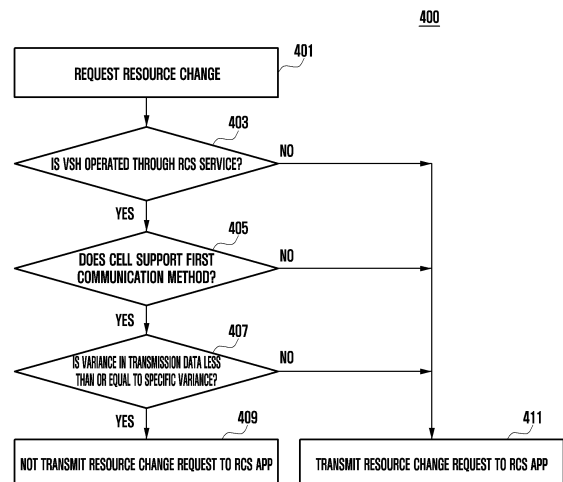 400
401
REQUEST RESOURCE CHANGE
403
IS VSH OPERATED THROUGH RCS SERVICE?
NO
YES
405
DOES CELL SUPPORT FIRST
COMMUNICATION METHOD?
NO
YES
407
IS VARIANCE IN TRANSMISSION DATA LESS
THAN OR EQUAL TO SPECIFIC VARIANCE?
NO
YES
409
NOT TRANSMIT RESOURCE CHANGE REQUEST TO RCS APP
411
TRANSMIT RESOURCE CHANGE REQUEST TO RCS APP